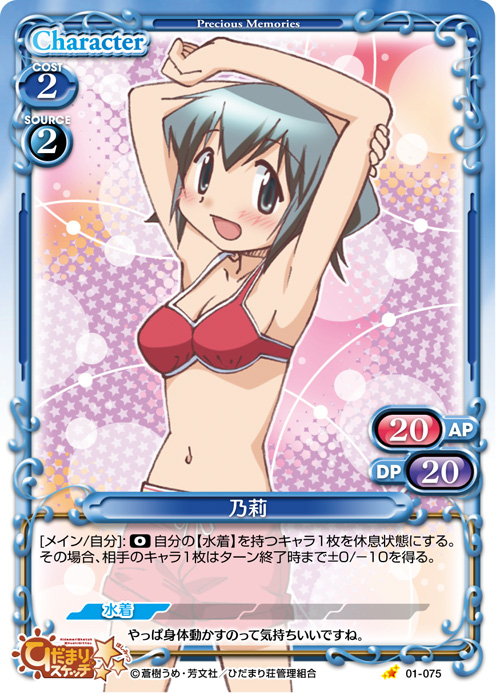 Precious Memories
Character
COST
2
SOURCE
2
20 AP
DP 20
乃莉
[メイン/自分]: 0 自分の【水着】を持つキャラ1枚を休息状態にする。
その場合、相手のキャラ1枚はターン終了時まで±0/−10を得る。
水着
やっぱ身体動かすのって気持ちいいですね。
ひだまりスケッチ
©蒼樹うめ・芳文社/ひだまり荘管理組合
01-075